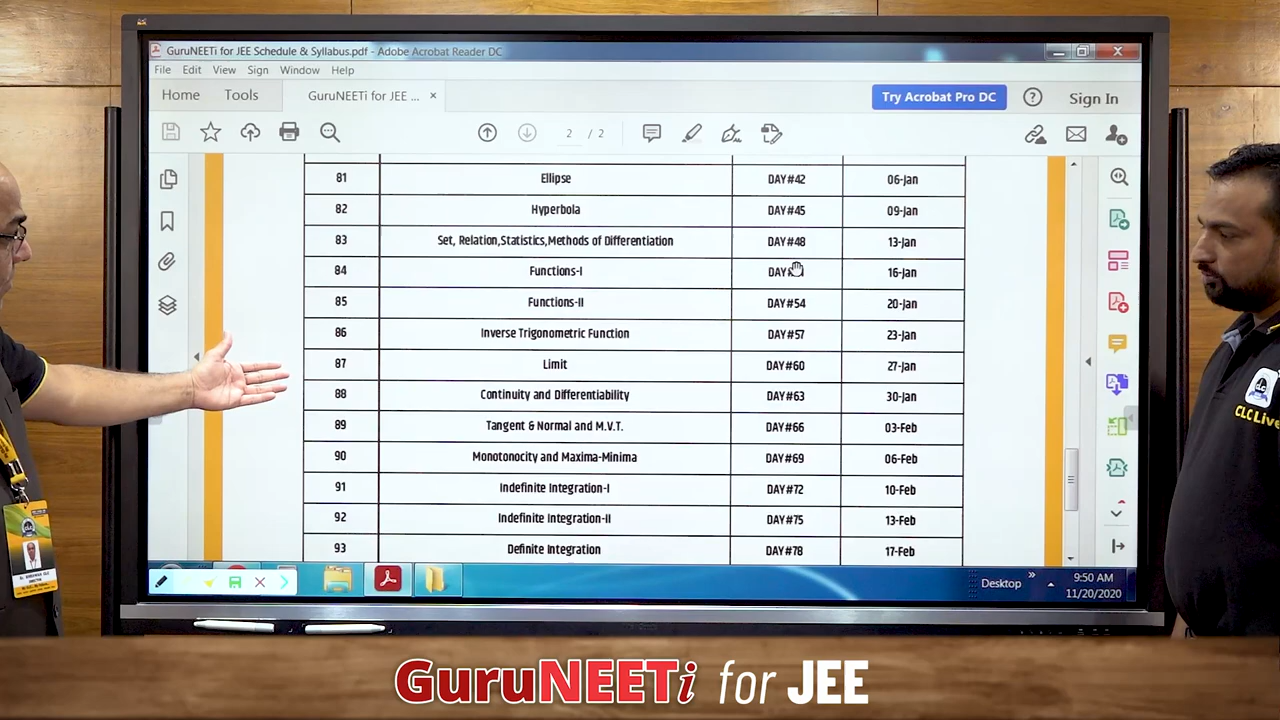 GuruNEETi for JEE Schedule & Syllabus.pdf - Adobe Acrobat Reader DC
File Edit View Sign Window Help
Home Tools GuruNEETi for JEE ... × Try Acrobat Pro DC Sign In
2 / 2
81 Ellipse DAY#42 06-Jan
82 Hyperbola DAY#45 09-Jan
83 Set, Relation,Statistics,Methods of Differentiation DAY#48 13-Jan
84 Functions-I 16-Jan
85 Functions-II DAY#54 20-Jan
86 Inverse Trigonometric Function DAY#57 23-Jan
87 Limit DAY#60 27-Jan
88 Continuity and Differentiability DAY#63 30-Jan
89 Tangent & Normal and M.V.T. DAY#66 03-Feb
90 Monotonocity and Maxima-Minima DAY#69 06-Feb
91 Indefinite Integration-I DAY#72 10-Feb
92 Indefinite Integration-II DAY#75 13-Feb
93 Definite Integration DAY#78 17-Feb
Desktop » 9:50 AM
11/20/2020
CLC Live
GuruNEETi for JEE